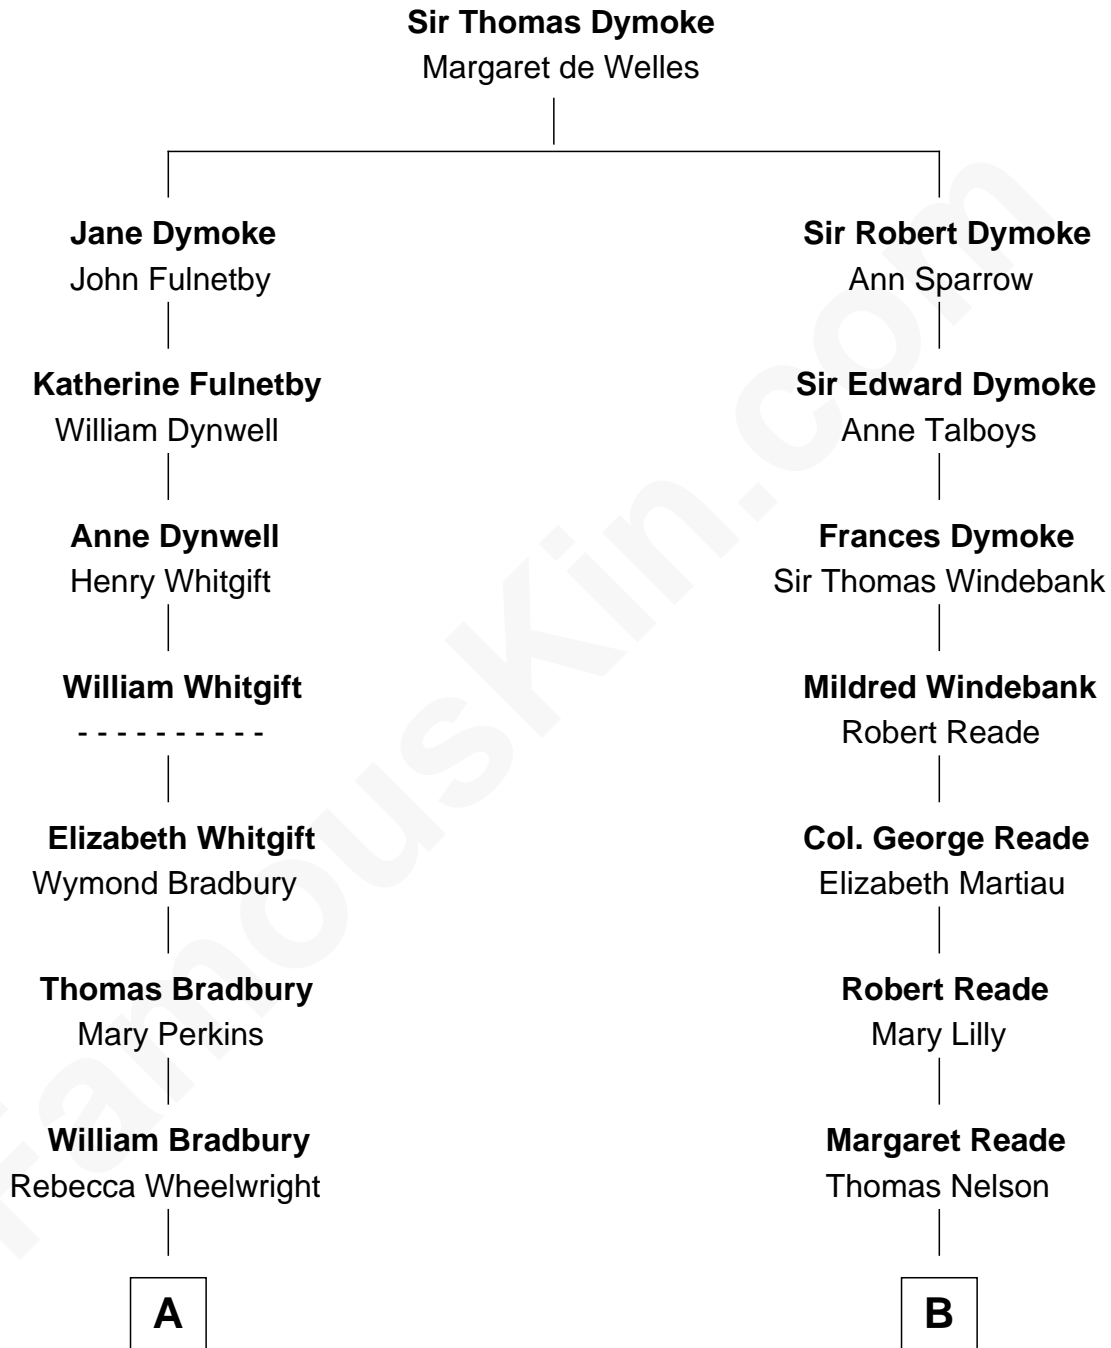 Sir Thomas Dymoke
Margaret de Welles
Jane Dymoke
John Fulnetby
Sir Robert Dymoke
Ann Sparrow
Katherine Fulnetby
William Dynwell
Sir Edward Dymoke
Anne Talboys
Anne Dynwell
Henry Whitgift
Frances Dymoke
Sir Thomas Windebank
William Whitgift
- - - - - - - - - -
Mildred Windebank
Robert Reade
Elizabeth Whitgift
Wymond Bradbury
Col. George Reade
Elizabeth Martiau
Thomas Bradbury
Mary Perkins
Robert Reade
Mary Lilly
William Bradbury
Rebecca Wheelwright
Margaret Reade
Thomas Nelson
A
B
FamousKin.com